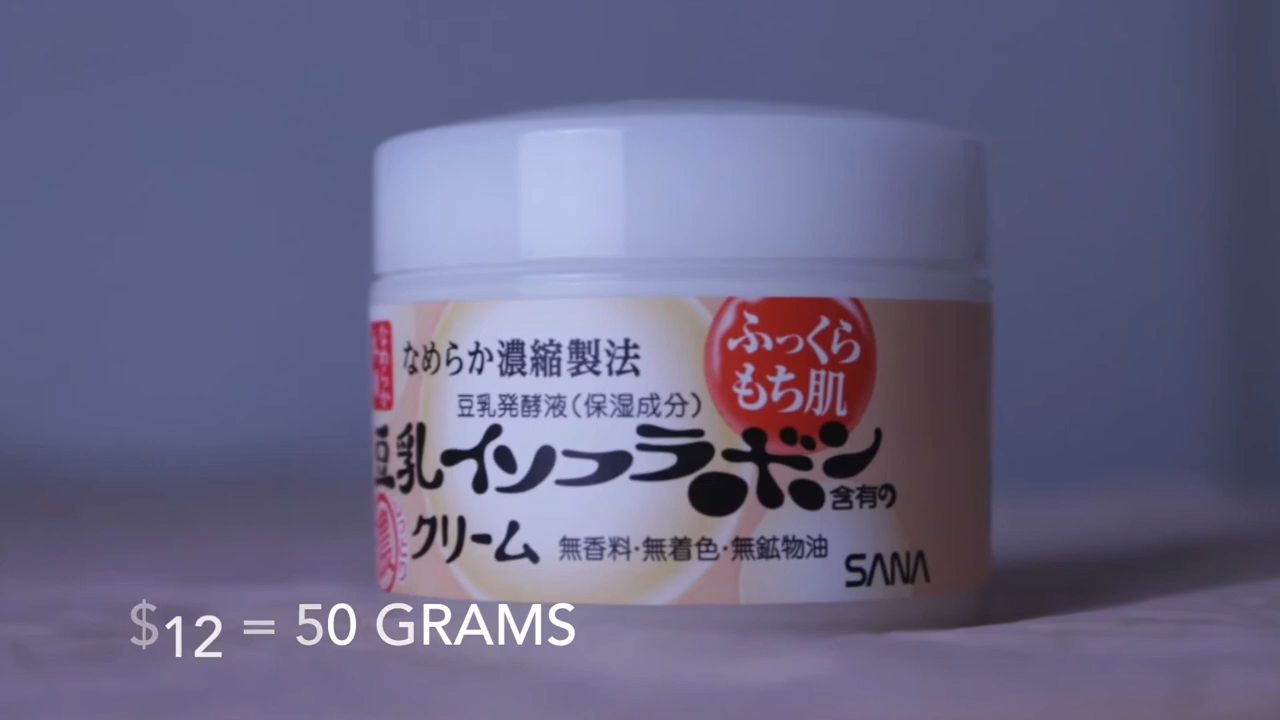 ふっくら
もち肌
なめらか濃縮製法
豆乳発酵液(保湿成分)
豆乳イソフラボン
含有の
クリーム 無香料·無着色·無鉱物油
SANA
$12 = 50 GRAMS